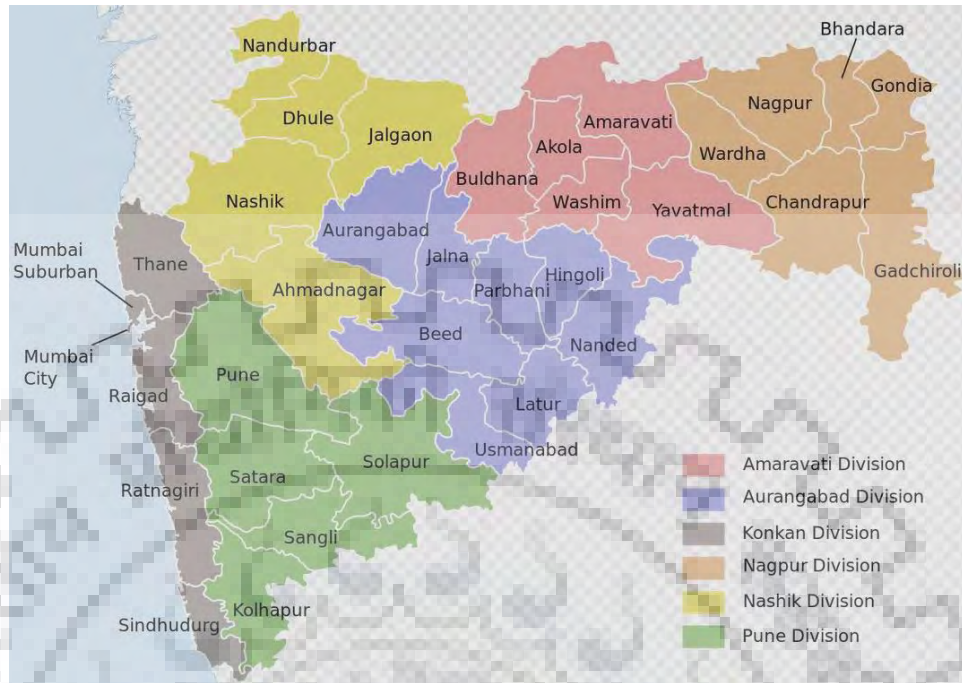 Bhandara
Nandurbar
Gondia
Nagpur
Dhule
Amaravati
Jalgaon
Akola
Wardha
Buldhana
Nashik
Washim
Yavatmal
Chandrapur
Aurangabad
Mumbai
Suburban
Thane
Jalna
Hingoli
Gadchiroli
Ahmadnagar
Parbhani
Beed
Nanded
Mumbai
City
Pune
Raigad
Latur
Usmanabad
Solapur
Satara
Ratnagiri
Sangli
Kolhapur
Sindhudurg
Amaravati Division
Aurangabad Division
Konkan Division
Nagpur Division
Nashik Division
Pune Division